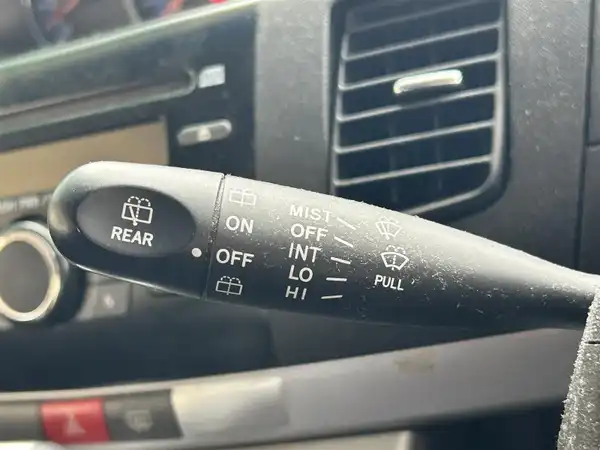 REAR
ON
OFF
MIST
OFF
INT
LO
HI
PULL